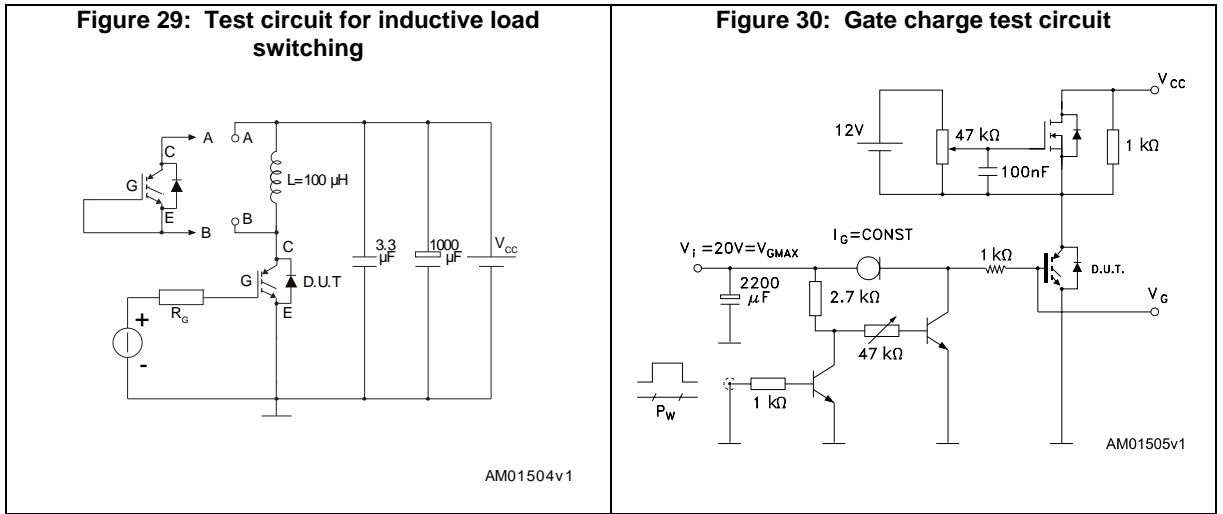 Figure 29: Test circuit for inductive load
switching
A
A
C
G
L=100 µH
E
B
B
C
3.3
µF
1000
µF
VCC
G
D.U.T
RG
E
+
-
AM01504v1
Figure 30: Gate charge test circuit
VCC
12V
47 kΩ
1 kΩ
100nF
Vi =20V=VGMAX
IG=CONST
1kΩ
D.U.T.
2200
µF
2.7 kΩ
VG
47 kΩ
1 kΩ
PW
AM01505v1